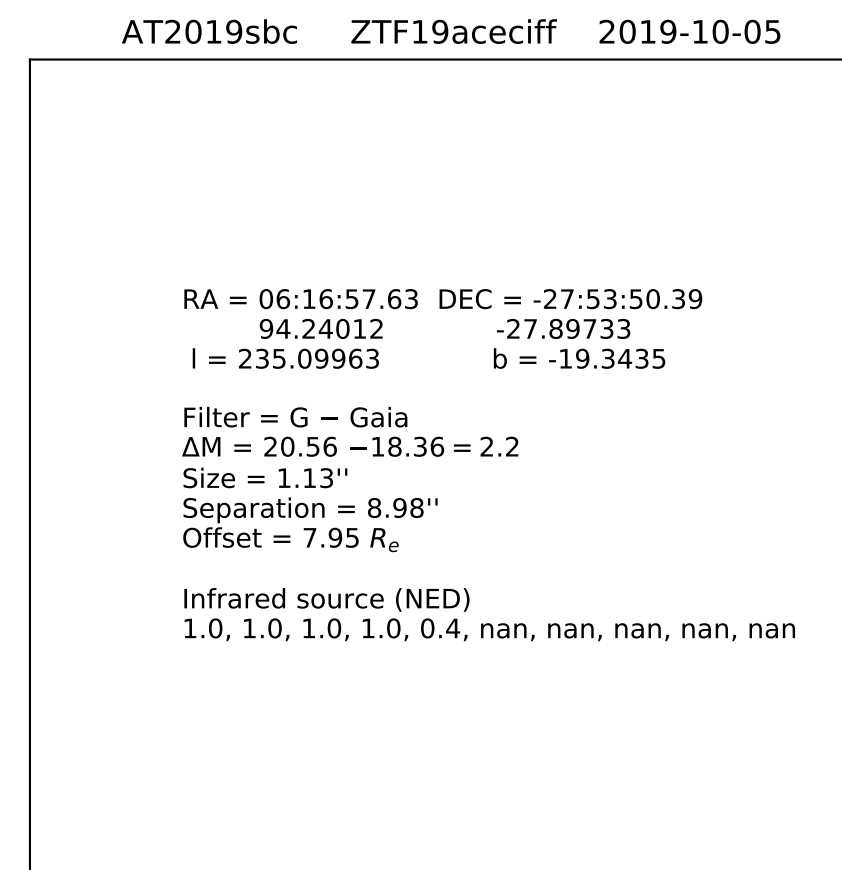 AT2019sbc ZTF19aceciff 2019-10-05
RA = 06:16:57.63 DEC = -27:53:50.39
94.24012 -27.89733
l = 235.09963 b = -19.3435
Filter = G − Gaia
ΔM = 20.56 −18.36 = 2.2
Size = 1.13''
Separation = 8.98''
Offset = 7.95 Re
Infrared source (NED)
1.0, 1.0, 1.0, 1.0, 0.4, nan, nan, nan, nan, nan